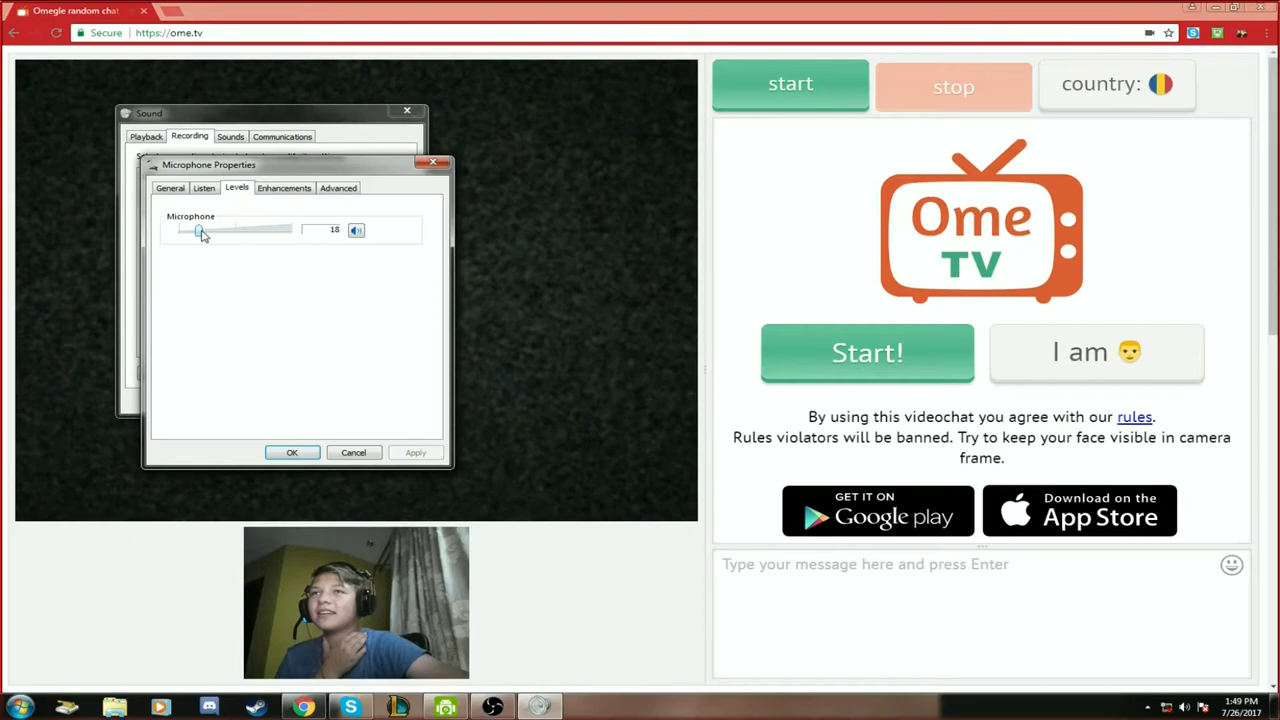 Omegle random cha
Secure
https://ome.tv
Sound
Playback
Recording
Sounds
Communications
Microphone Properties
General
Listen
Levels
Enhancements
Advanced
Microphone
18
OK
Cancel
Apply
start
stop
country:
Ome
TV
Start!
I am
By using this videochat you agree with our rules.
Rules violators will be banned. Try to keep your face visible in camera
frame.
GET IT ON
Google play
Download on the
App Store
Type your message here and press Enter
1:49 PM
7/26/2017